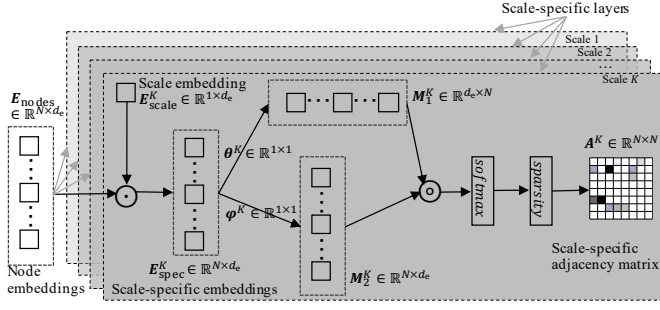 Scale-specific layers
Scale 1
Scale 2
...
Scale K
E_nodes
∈ ℝ^{N×d_e}
Scale embedding
E^K_scale ∈ ℝ^{1×d_e}
M^K_1 ∈ ℝ^{d_e×N}
θ^K ∈ ℝ^{1×1}
A^K ∈ ℝ^{N×N}
softmax
sparsity
φ^K ∈ ℝ^{1×1}
Scale-specific
adjacency matrix
E^K_spec ∈ ℝ^{N×d_e}
M^K_2 ∈ ℝ^{N×d_e}
Node
embeddings
Scale-specific embeddings